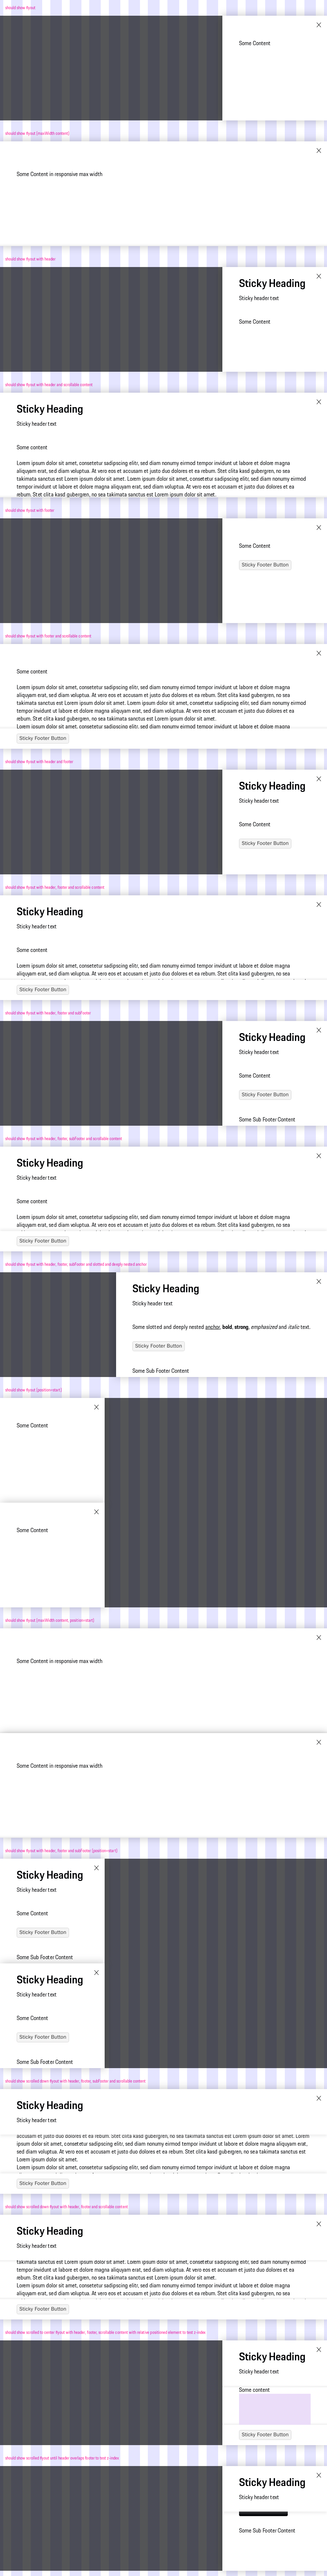 should show flyout
Some Content
should show flyout (maxWidth content)
Some Content in responsive max width
should show flyout with header
Sticky Heading
Sticky header text
Some Content
should show flyout with header and scrollable content
Sticky Heading
Sticky header text
Some content
Lorem ipsum dolor sit amet, consetetur sadipscing elitr, sed diam nonumy eirmod tempor invidunt ut labore et dolore magna
aliquyam erat, sed diam voluptua. At vero eos et accusam et justo duo dolores et ea rebum. Stet clita kasd gubergren, no sea
takimata sanctus est Lorem ipsum dolor sit amet. Lorem ipsum dolor sit amet, consetetur sadipscing elitr, sed diam nonumy eirmod
tempor invidunt ut labore et dolore magna aliquyam erat, sed diam voluptua. At vero eos et accusam et justo duo dolores et ea
rebum. Stet clita kasd gubergren, no sea takimata sanctus est Lorem ipsum dolor sit amet.
should show flyout with footer
Some Content
Sticky Footer Button
should show flyout with footer and scrollable content
Some content
Lorem ipsum dolor sit amet, consetetur sadipscing elitr, sed diam nonumy eirmod tempor invidunt ut labore et dolore magna
aliquyam erat, sed diam voluptua. At vero eos et accusam et justo duo dolores et ea rebum. Stet clita kasd gubergren, no sea
takimata sanctus est Lorem ipsum dolor sit amet. Lorem ipsum dolor sit amet, consetetur sadipscing elitr, sed diam nonumy eirmod
tempor invidunt ut labore et dolore magna aliquyam erat, sed diam voluptua. At vero eos et accusam et justo duo dolores et ea
rebum. Stet clita kasd gubergren, no sea takimata sanctus est Lorem ipsum dolor sit amet.
Lorem ipsum dolor sit amet, consetetur sadipscing elitr, sed diam nonumy eirmod tempor invidunt ut labore et dolore magna
Sticky Footer Button
should show flyout with header and footer
Sticky Heading
Sticky header text
Some Content
Sticky Footer Button
should show flyout with header, footer and scrollable content
Sticky Heading
Sticky header text
Some content
Lorem ipsum dolor sit amet, consetetur sadipscing elitr, sed diam nonumy eirmod tempor invidunt ut labore et dolore magna
aliquyam erat, sed diam voluptua. At vero eos et accusam et justo duo dolores et ea rebum. Stet clita kasd gubergren, no sea
Sticky Footer Button
should show flyout with header, footer and subFooter
Sticky Heading
Sticky header text
Some Content
Sticky Footer Button
Some Sub Footer Content
should show flyout with header, footer, subFooter and scrollable content
Sticky Heading
Sticky header text
Some content
Lorem ipsum dolor sit amet, consetetur sadipscing elitr, sed diam nonumy eirmod tempor invidunt ut labore et dolore magna
aliquyam erat, sed diam voluptua. At vero eos et accusam et justo duo dolores et ea rebum. Stet clita kasd gubergren, no sea
Sticky Footer Button
should show flyout with header, footer, subFooter and slotted and deeply nested anchor
Sticky Heading
Sticky header text
Some slotted and deeply nested anchor, bold, strong, emphasized and italic text.
Sticky Footer Button
Some Sub Footer Content
should show flyout (position=start)
Some Content
Some Content
should show flyout (maxWidth content, position=start)
Some Content in responsive max width
Some Content in responsive max width
should show flyout with header, footer and subFooter (position=start)
Sticky Heading
Sticky header text
Some Content
Sticky Footer Button
Some Sub Footer Content
Sticky Heading
Sticky header text
Some Content
Sticky Footer Button
Some Sub Footer Content
should show scrolled down flyout with header, footer, subFooter and scrollable content
Sticky Heading
Sticky header text
accusam et justo duo dolores et ea rebum. Stet clita kasd gubergren, no sea takimata sanctus est Lorem ipsum dolor sit amet. Lorem
ipsum dolor sit amet, consetetur sadipscing elitr, sed diam nonumy eirmod tempor invidunt ut labore et dolore magna aliquyam erat,
sed diam voluptua. At vero eos et accusam et justo duo dolores et ea rebum. Stet clita kasd gubergren, no sea takimata sanctus est
Lorem ipsum dolor sit amet.
Lorem ipsum dolor sit amet, consetetur sadipscing elitr, sed diam nonumy eirmod tempor invidunt ut labore et dolore magna
Sticky Footer Button
should show scrolled down flyout with header, footer and scrollable content
Sticky Heading
Sticky header text
takimata sanctus est Lorem ipsum dolor sit amet. Lorem ipsum dolor sit amet, consetetur sadipscing elitr, sed diam nonumy eirmod
tempor invidunt ut labore et dolore magna aliquyam erat, sed diam voluptua. At vero eos et accusam et justo duo dolores et ea
rebum. Stet clita kasd gubergren, no sea takimata sanctus est Lorem ipsum dolor sit amet.
Lorem ipsum dolor sit amet, consetetur sadipscing elitr, sed diam nonumy eirmod tempor invidunt ut labore et dolore magna
aliquyam erat, sed diam voluptua. At vero eos et accusam et justo duo dolores et ea rebum. Stet clita kasd gubergren, no sea
Sticky Footer Button
should show scrolled to center flyout with header, footer, scrollable content with relative positioned element to test z-index
Sticky Heading
Sticky header text
Some content
Sticky Footer Button
should show scrolled flyout until header overlaps footer to test z-index
Sticky Heading
Sticky header text
Some Sub Footer Content